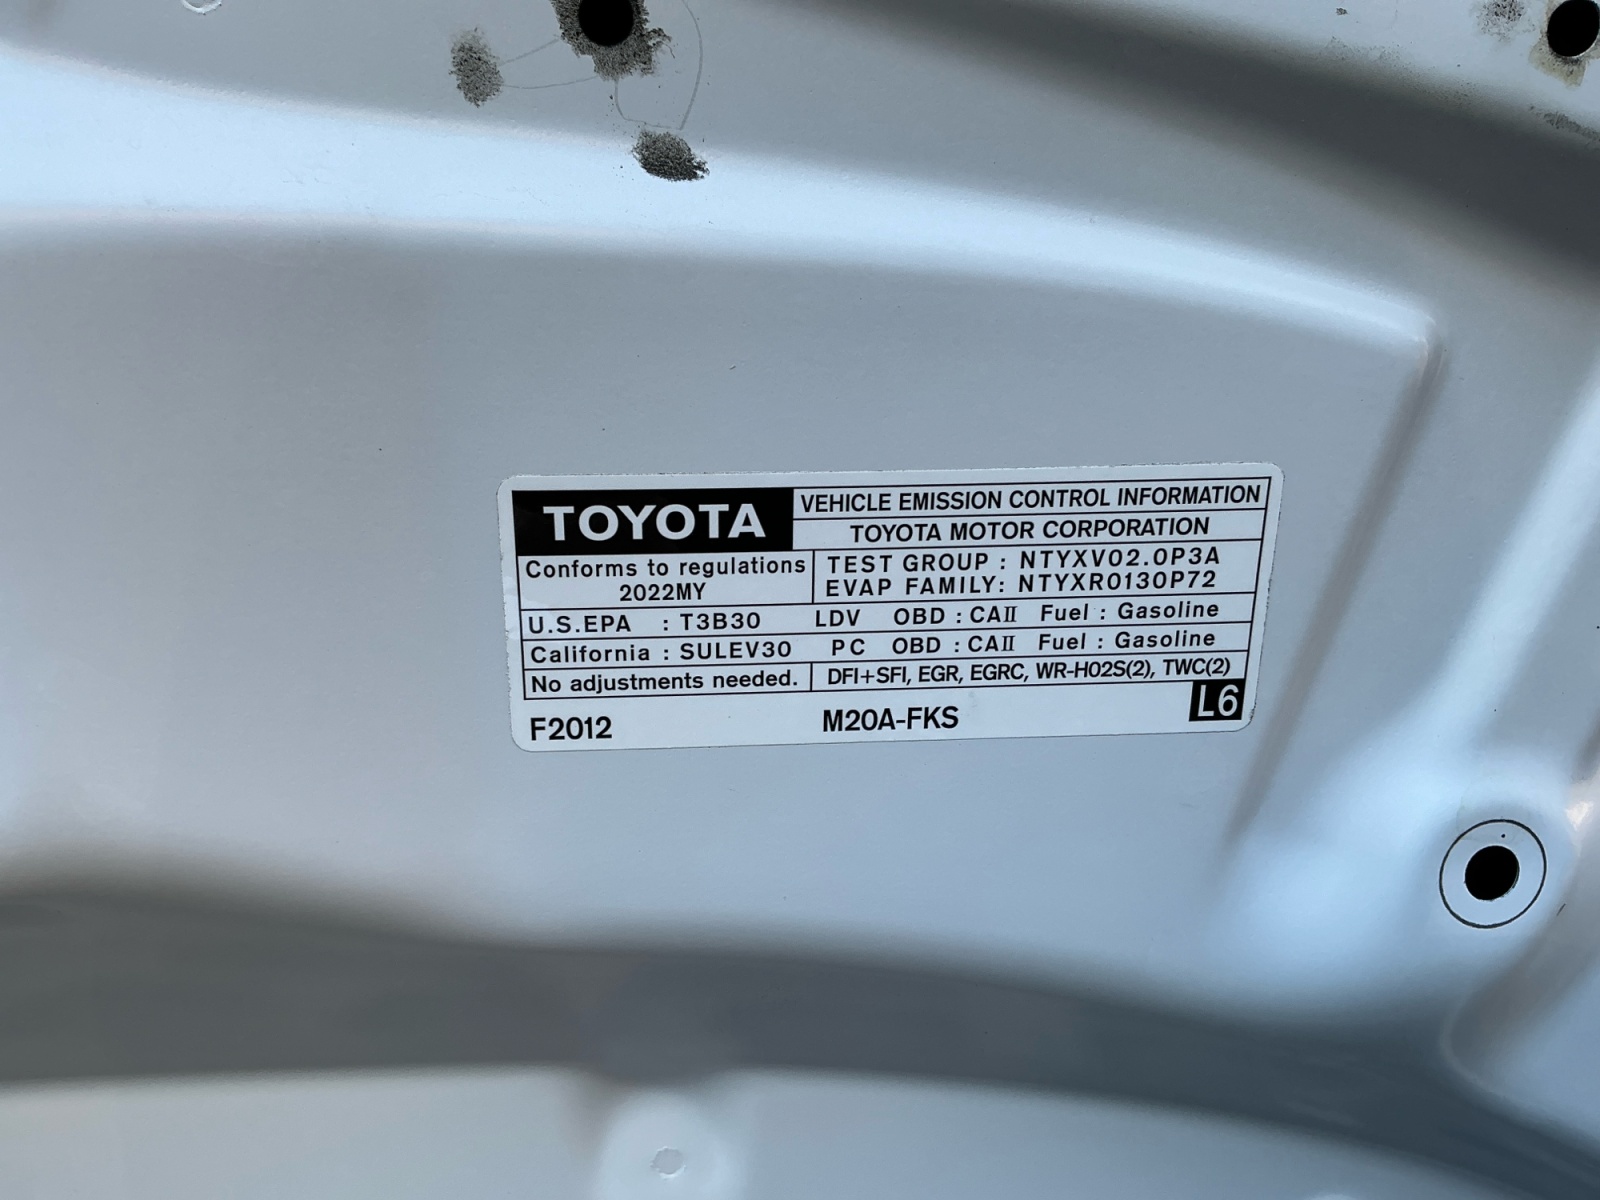 TOYOTA
VEHICLE EMISSION CONTROL INFORMATION
TOYOTA MOTOR CORPORATION
Conforms to regulations
2022MY
TEST GROUP : NTYXV02.0P3A
EVAP FAMILY: NTYXR0130P72
U.S.EPA : T3B30 LDV OBD : CAⅡ Fuel : Gasoline
California : SULEV30 PC OBD : CAⅡ Fuel : Gasoline
No adjustments needed. DFI+SFI, EGR, EGRC, WR-HO2S(2), TWC(2)
F2012 M20A-FKS L6